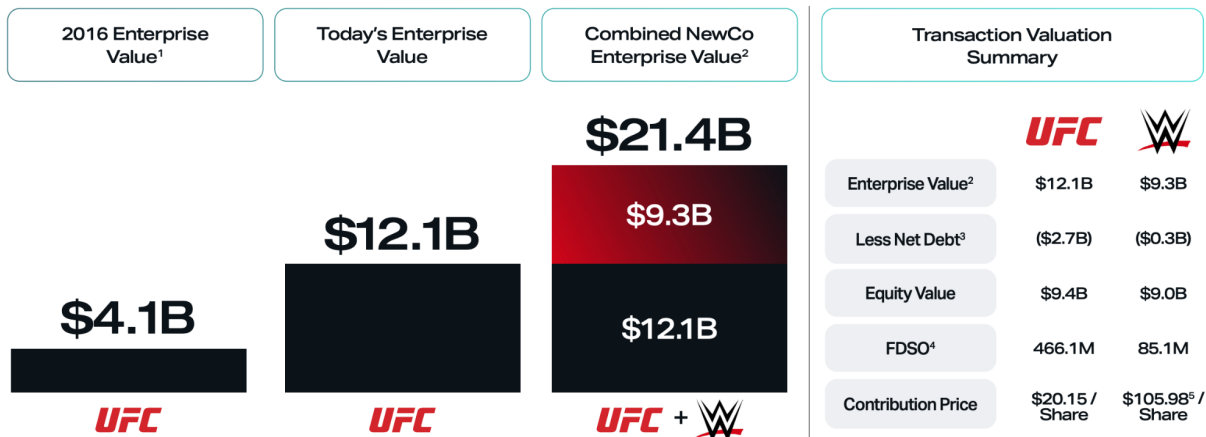 2016 Enterprise
Value¹
Today's Enterprise
Value
Combined NewCo
Enterprise Value²
Transaction Valuation
Summary
$4.1B
$12.1B
$21.4B
$9.3B
$12.1B
UFC
UFC
UFC + W
UFC W
Enterprise Value² $12.1B $9.3B
Less Net Debt³ ($2.7B) ($0.3B)
Equity Value $9.4B $9.0B
FDSO⁴ 466.1M 85.1M
Contribution Price $20.15 / Share $105.98⁵ / Share